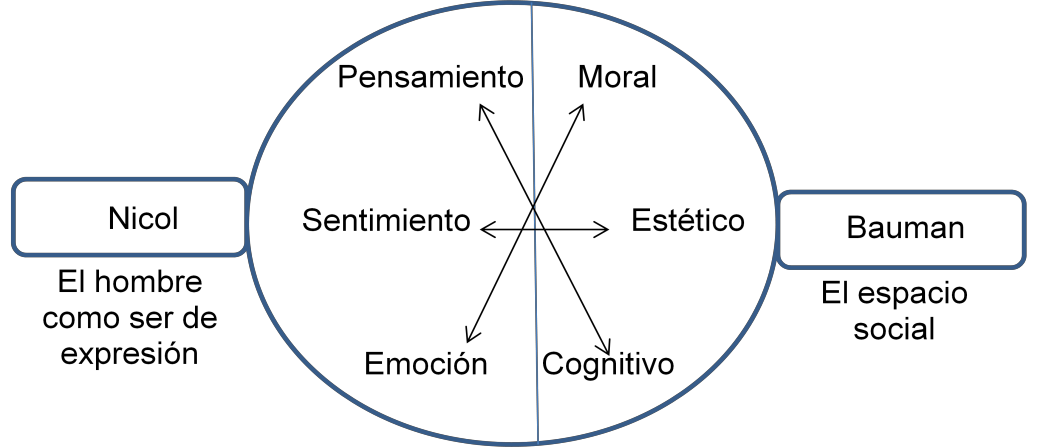 Pensamiento
Moral
Nicol
Sentimiento
Estético
Bauman
El hombre
como ser de
expresión
El espacio
social
Emoción
Cognitivo